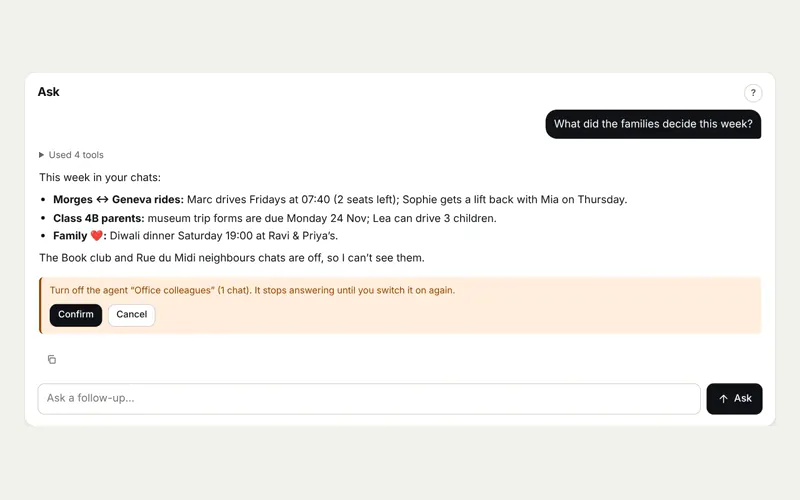 Ask
?
What did the families decide this week?
Used 4 tools
This week in your chats:
• Morges ↔ Geneva rides: Marc drives Fridays at 07:40 (2 seats left); Sophie gets a lift back with Mia on Thursday.
• Class 4B parents: museum trip forms are due Monday 24 Nov; Lea can drive 3 children.
• Family ❤️: Diwali dinner Saturday 19:00 at Ravi & Priya’s.
The Book club and Rue du Midi neighbours chats are off, so I can’t see them.
Turn off the agent “Office colleagues” (1 chat). It stops answering until you switch it on again.
Confirm Cancel
Ask a follow-up… ↑ Ask